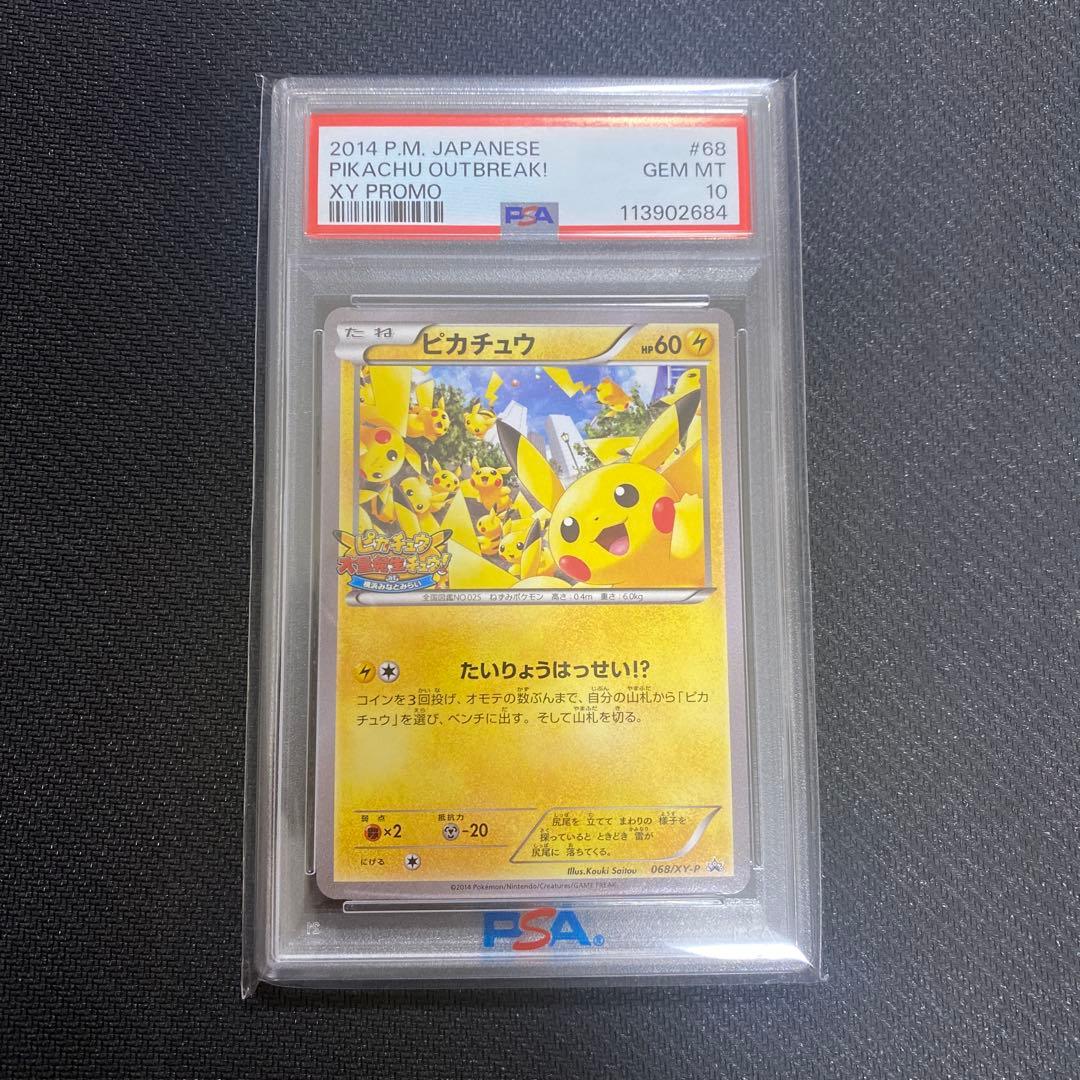 2014 P.M. JAPANESE #68
PIKACHU OUTBREAK! GEM MT
XY PROMO 10
PSA 113902684
たね ピカチュウ HP60
ピカチュウ
大量発生チュウ!
at
横浜みなとみらい
全国図鑑NO.025 ねずみポケモン 高さ:0.4m 重さ:6.0kg
たいりょうはっせい!?
コインを3回投げ、オモテの数ぶんまで、自分の山札から「ピカ
チュウ」を選び、ベンチに出す。そして山札を切る。
弱点 抵抗力
×2 -20
にげる
尻尾を 立てて まわりの 様子を
探っていると ときどき 雷が
尻尾に 落ちてくる。
Illus.Kouki Saitou 068/XY-P
©2014 Pokémon/Nintendo/Creatures/GAME FREAK.
PSA®